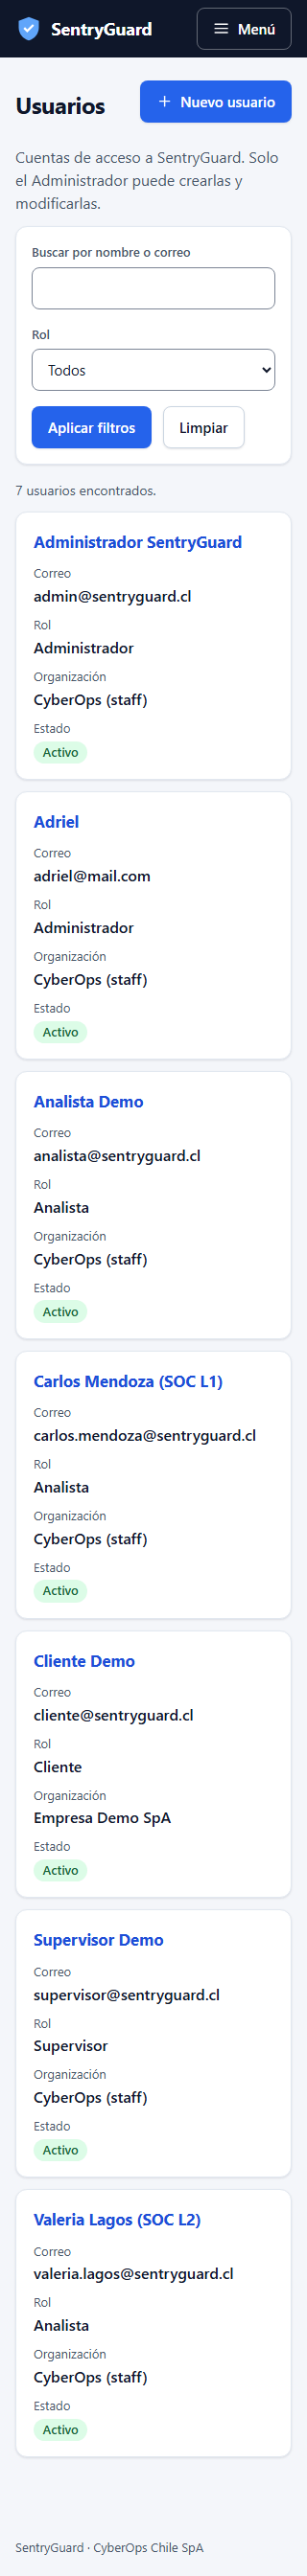 SentryGuard
Menú
Usuarios
Nuevo usuario
Cuentas de acceso a SentryGuard. Solo
el Administrador puede crearlas y
modificarlas.
Buscar por nombre o correo
Rol
Todos
Aplicar filtros
Limpiar
7 usuarios encontrados.
Administrador SentryGuard
Correo
admin@sentryguard.cl
Rol
Administrador
Organización
CyberOps (staff)
Estado
Activo
Adriel
Correo
adriel@mail.com
Rol
Administrador
Organización
CyberOps (staff)
Estado
Activo
Analista Demo
Correo
analista@sentryguard.cl
Rol
Analista
Organización
CyberOps (staff)
Estado
Activo
Carlos Mendoza (SOC L1)
Correo
carlos.mendoza@sentryguard.cl
Rol
Analista
Organización
CyberOps (staff)
Estado
Activo
Cliente Demo
Correo
cliente@sentryguard.cl
Rol
Cliente
Organización
Empresa Demo SpA
Estado
Activo
Supervisor Demo
Correo
supervisor@sentryguard.cl
Rol
Supervisor
Organización
CyberOps (staff)
Estado
Activo
Valeria Lagos (SOC L2)
Correo
valeria.lagos@sentryguard.cl
Rol
Analista
Organización
CyberOps (staff)
Estado
Activo
SentryGuard · CyberOps Chile SpA